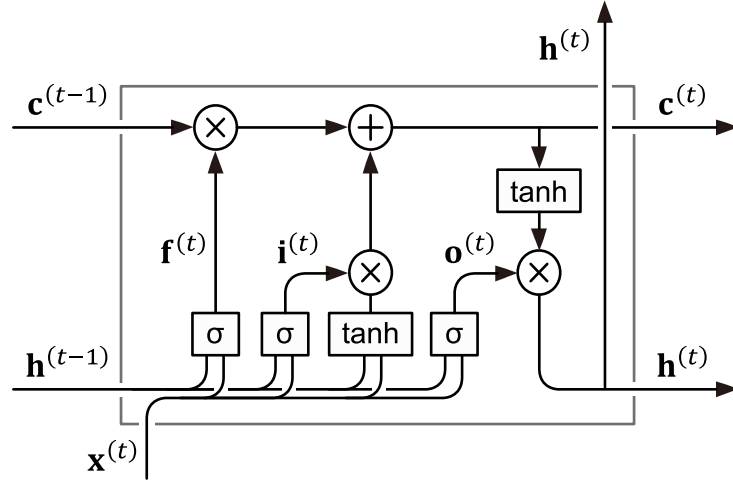 h^(t)
c^(t−1)
c^(t)
× +
tanh
f^(t) i^(t) × o^(t) ×
σ σ tanh σ
h^(t−1)
h^(t)
x^(t)